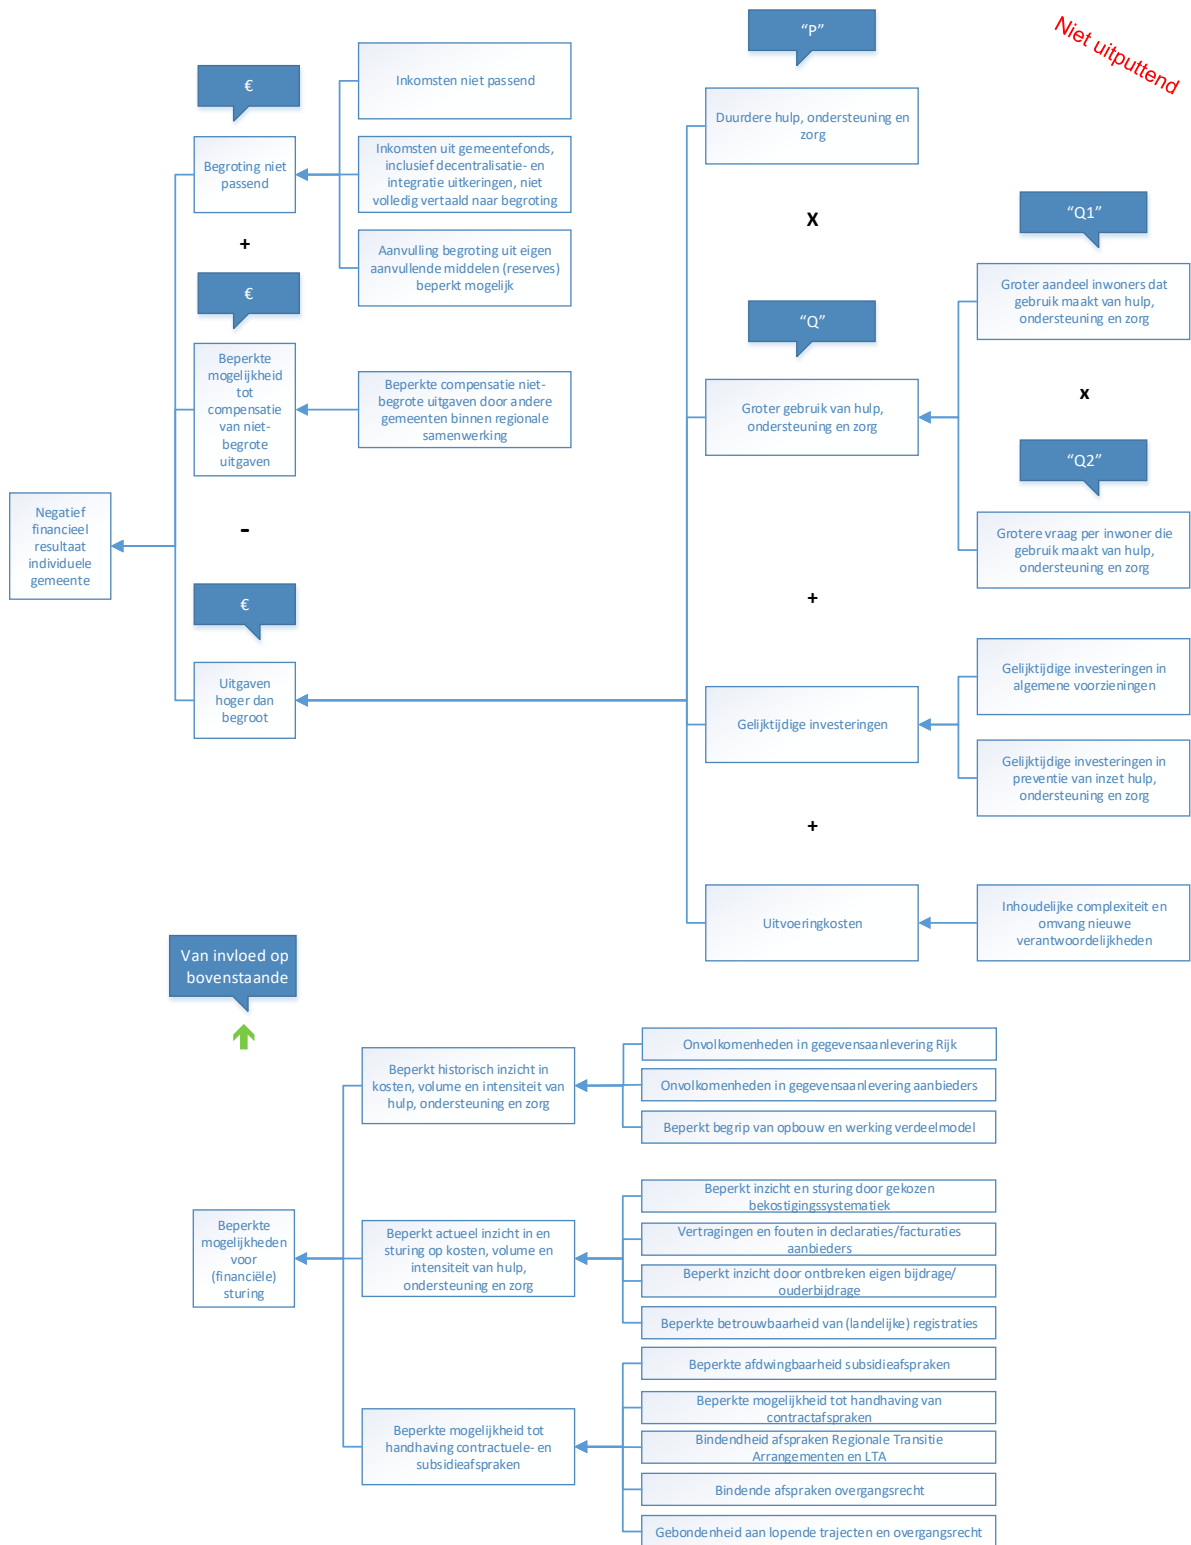 Niet uitputtend
"P"
€
Inkomsten niet passend
Duurdere hulp, ondersteuning en
zorg
Begroting niet
passend
Inkomsten uit gemeentefonds,
inclusief decentralisatie- en
integratie uitkeringen, niet
volledig vertaald naar begroting
X
"Q1"
+
Aanvulling begroting uit eigen
aanvullende middelen (reserves)
beperkt mogelijk
Groter aandeel inwoners dat
gebruik maakt van hulp,
ondersteuning en zorg
€
"Q"
Beperkte
mogelijkheid
tot
compensatie
van niet-
begrote
uitgaven
Beperkte compensatie niet-
begrote uitgaven door andere
gemeenten binnen regionale
samenwerking
Groter gebruik van hulp,
ondersteuning en zorg
x
"Q2"
Negatief
financieel
resultaat
individuele
gemeente
-
Grotere vraag per inwoner die
gebruik maakt van hulp,
ondersteuning en zorg
€
+
Uitgaven
hoger dan
begroot
Gelijktijdige investeringen in
algemene voorzieningen
Gelijktijdige investeringen
Gelijktijdige investeringen in
preventie van inzet hulp,
ondersteuning en zorg
+
Uitvoeringkosten
Inhoudelijke complexiteit en
omvang nieuwe
verantwoordelijkheden
Van invloed op
bovenstaande
Beperkt historisch inzicht in
kosten, volume en intensiteit van
hulp, ondersteuning en zorg
Onvolkomenheden in gegevensaanlevering Rijk
Onvolkomenheden in gegevensaanlevering aanbieders
Beperkt begrip van opbouw en werking verdeelmodel
Beperkte
mogelijkheden
voor
(financiële)
sturing
Beperkt actueel inzicht in en
sturing op kosten, volume en
intensiteit van hulp,
ondersteuning en zorg
Beperkt inzicht en sturing door gekozen
bekostigingssystematiek
Vertragingen en fouten in declaraties/facturaties
aanbieders
Beperkt inzicht door ontbreken eigen bijdrage/
ouderbijdrage
Beperkte betrouwbaarheid van (landelijke) registraties
Beperkte mogelijkheid tot
handhaving contractuele- en
subsidieafspraken
Beperkte afdwingbaarheid subsidieafspraken
Beperkte mogelijkheid tot handhaving van
contractafspraken
Bindendheid afspraken Regionale Transitie
Arrangementen en LTA
Bindende afspraken overgangsrecht
Gebondenheid aan lopende trajecten en overgangsrecht